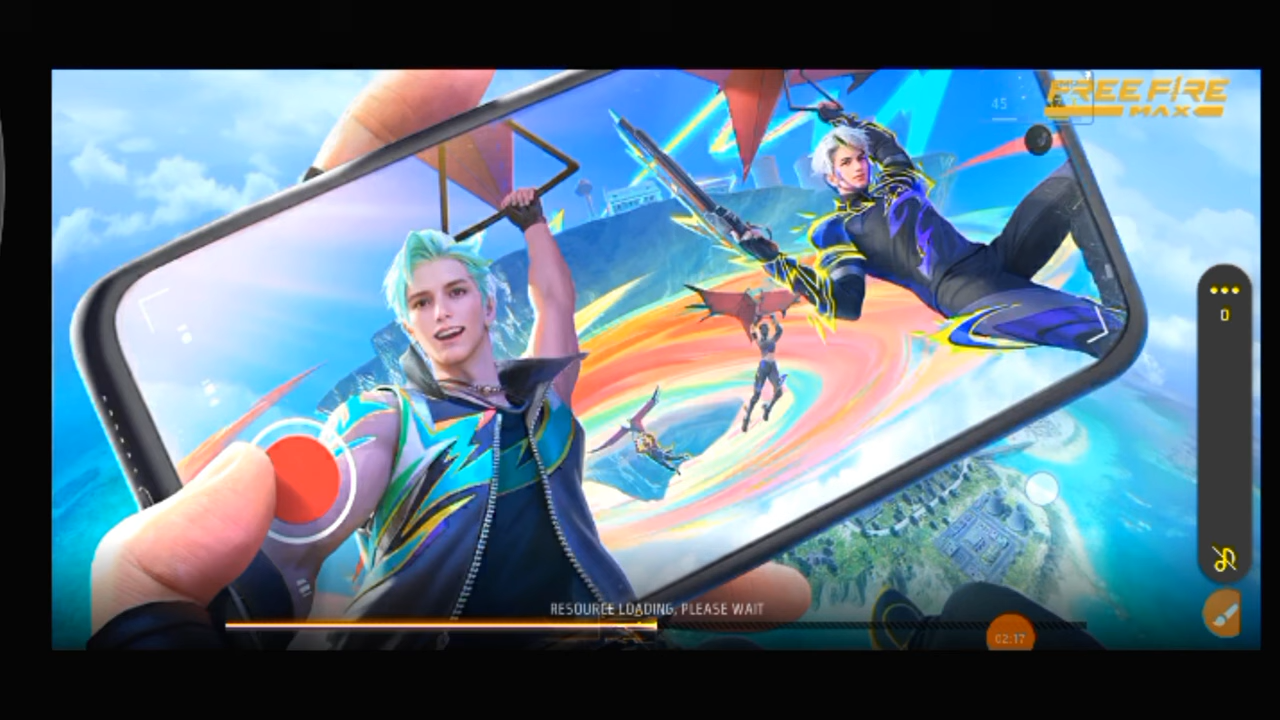 45
FREE FIRE
MAX
0
RESOURCE LOADING, PLEASE WAIT
02:17